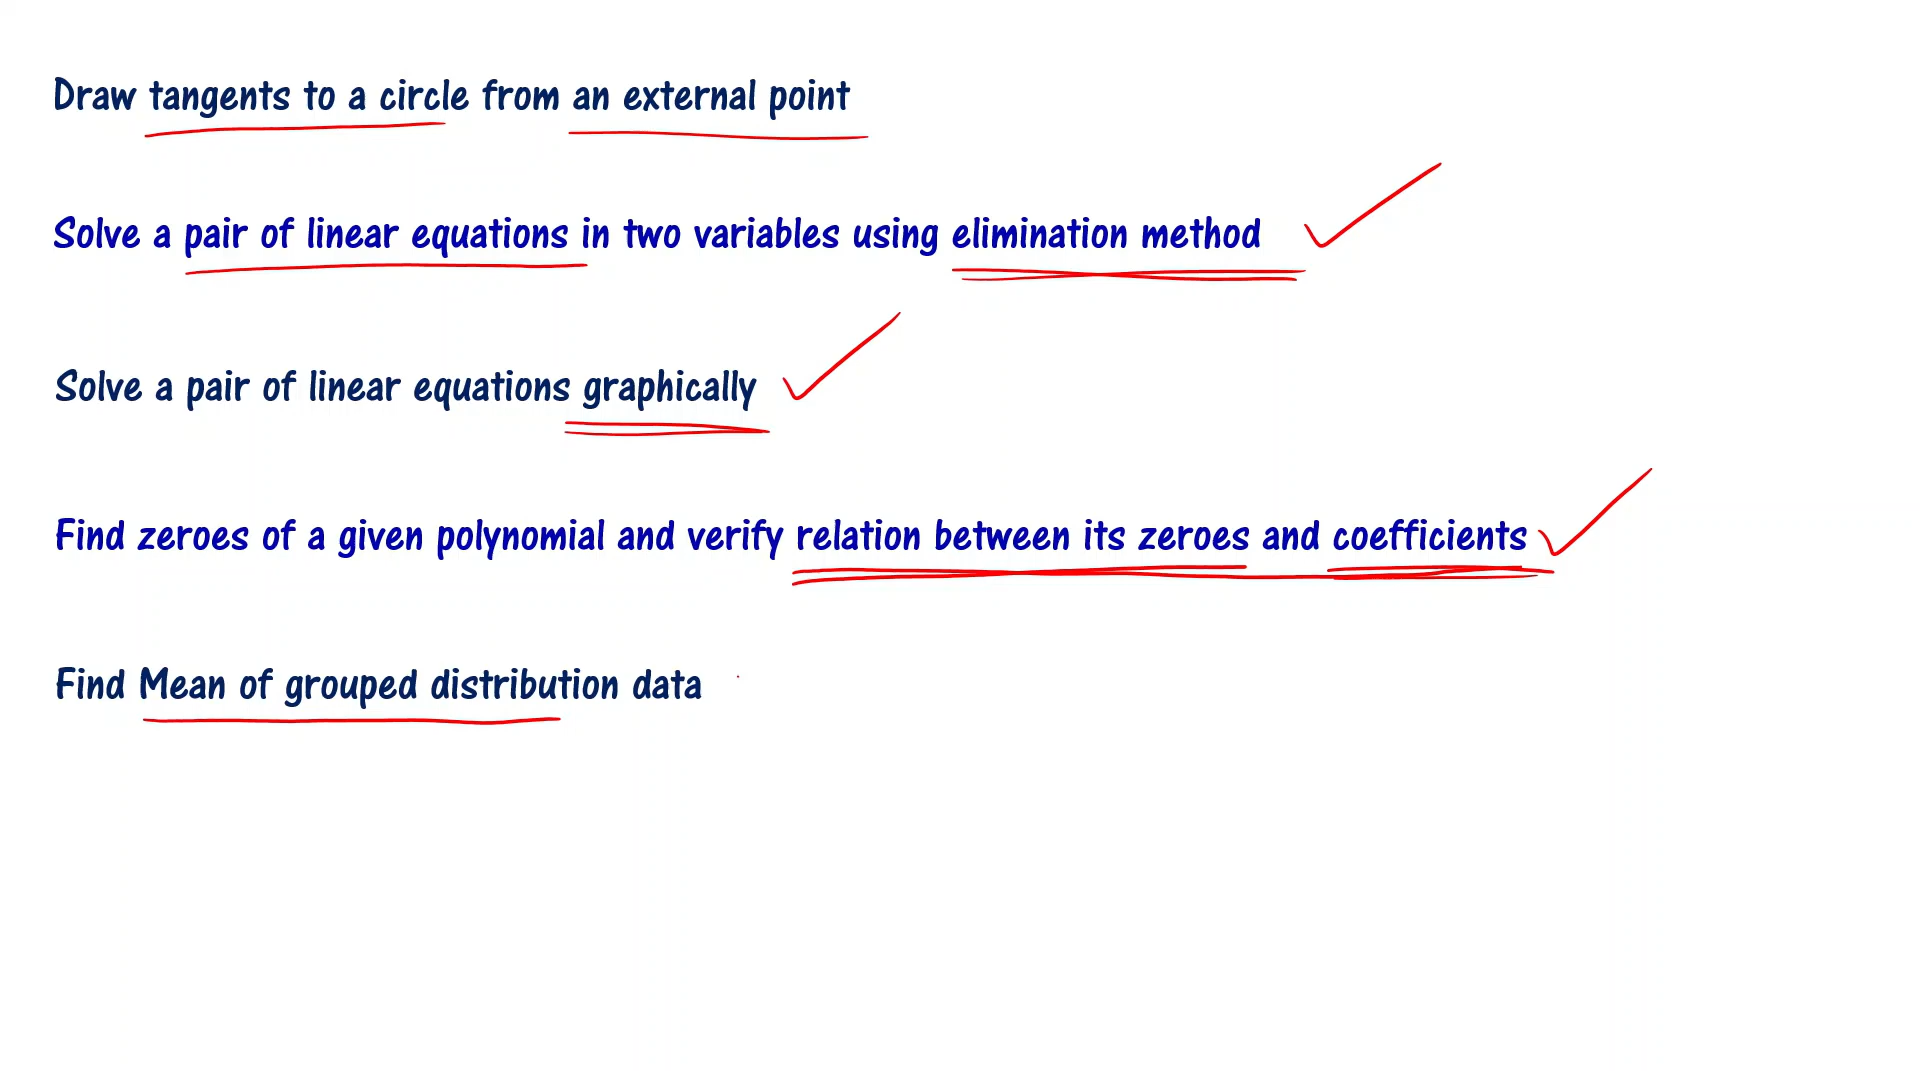 Draw tangents to a circle from an external point
Solve a pair of linear equations in two variables using elimination method
Solve a pair of linear equations graphically
Find zeroes of a given polynomial and verify relation between its zeroes and coefficients
Find Mean of grouped distribution data